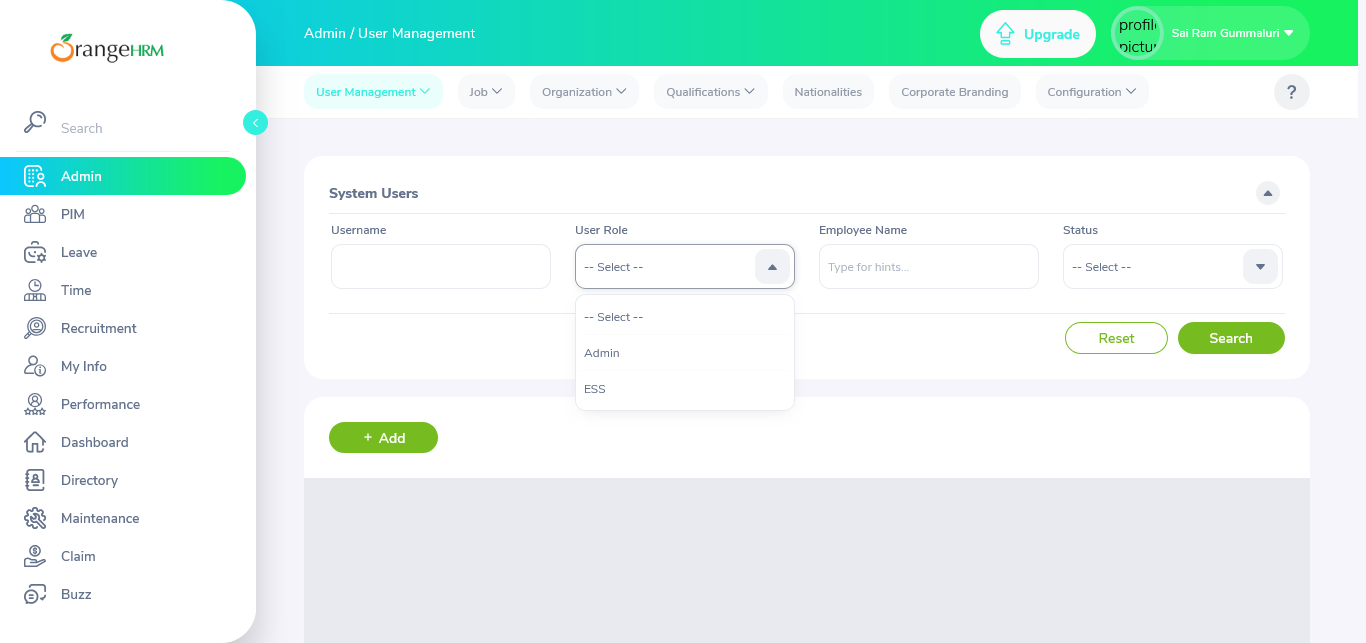 OrangeHRM
Search
Admin
PIM
Leave
Time
Recruitment
My Info
Performance
Dashboard
Directory
Maintenance
Claim
Buzz
Admin / User Management
Upgrade
profile
picture
Sai Ram Gummaluri
User Management
Job
Organization
Qualifications
Nationalities
Corporate Branding
Configuration
?
System Users
Username
User Role
Employee Name
Status
-- Select --
Type for hints...
-- Select --
-- Select --
Admin
ESS
Reset
Search
+ Add